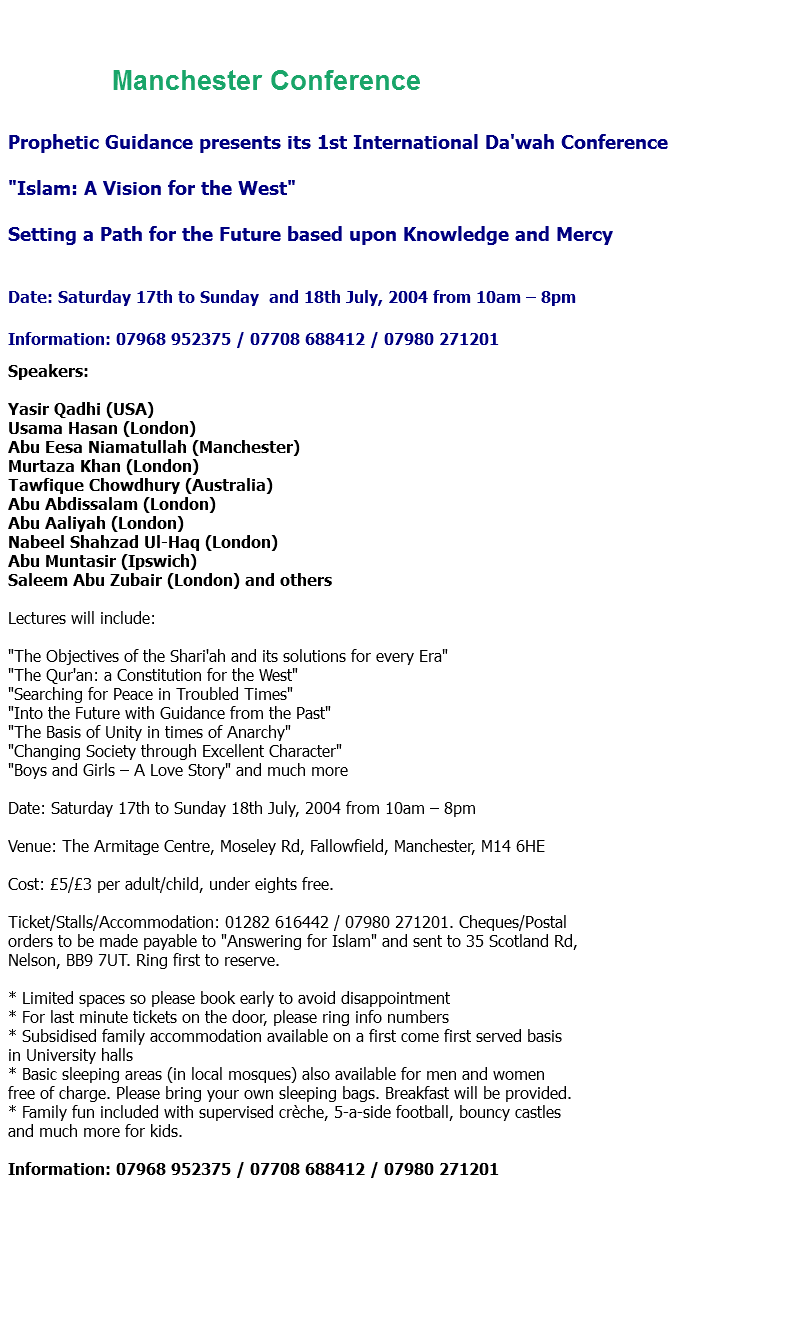 Manchester Conference
Prophetic Guidance presents its 1st International Da'wah Conference
"Islam: A Vision for the West"
Setting a Path for the Future based upon Knowledge and Mercy
Date: Saturday 17th to Sunday  and 18th July, 2004 from 10am – 8pm
Information: 07968 952375 / 07708 688412 / 07980 271201
Speakers:
Yasir Qadhi (USA)
Usama Hasan (London)
Abu Eesa Niamatullah (Manchester)
Murtaza Khan (London)
Tawfique Chowdhury (Australia)
Abu Abdissalam (London)
Abu Aaliyah (London)
Nabeel Shahzad Ul-Haq (London)
Abu Muntasir (Ipswich)
Saleem Abu Zubair (London) and others
Lectures will include:
"The Objectives of the Shari'ah and its solutions for every Era"
"The Qur'an: a Constitution for the West"
"Searching for Peace in Troubled Times"
"Into the Future with Guidance from the Past"
"The Basis of Unity in times of Anarchy"
"Changing Society through Excellent Character"
"Boys and Girls – A Love Story" and much more
Date: Saturday 17th to Sunday 18th July, 2004 from 10am – 8pm
Venue: The Armitage Centre, Moseley Rd, Fallowfield, Manchester, M14 6HE
Cost: £5/£3 per adult/child, under eights free.
Ticket/Stalls/Accommodation: 01282 616442 / 07980 271201. Cheques/Postal
orders to be made payable to "Answering for Islam" and sent to 35 Scotland Rd,
Nelson, BB9 7UT. Ring first to reserve.
* Limited spaces so please book early to avoid disappointment
* For last minute tickets on the door, please ring info numbers
* Subsidised family accommodation available on a first come first served basis
in University halls
* Basic sleeping areas (in local mosques) also available for men and women
free of charge. Please bring your own sleeping bags. Breakfast will be provided.
* Family fun included with supervised crèche, 5-a-side football, bouncy castles
and much more for kids.
Information: 07968 952375 / 07708 688412 / 07980 271201